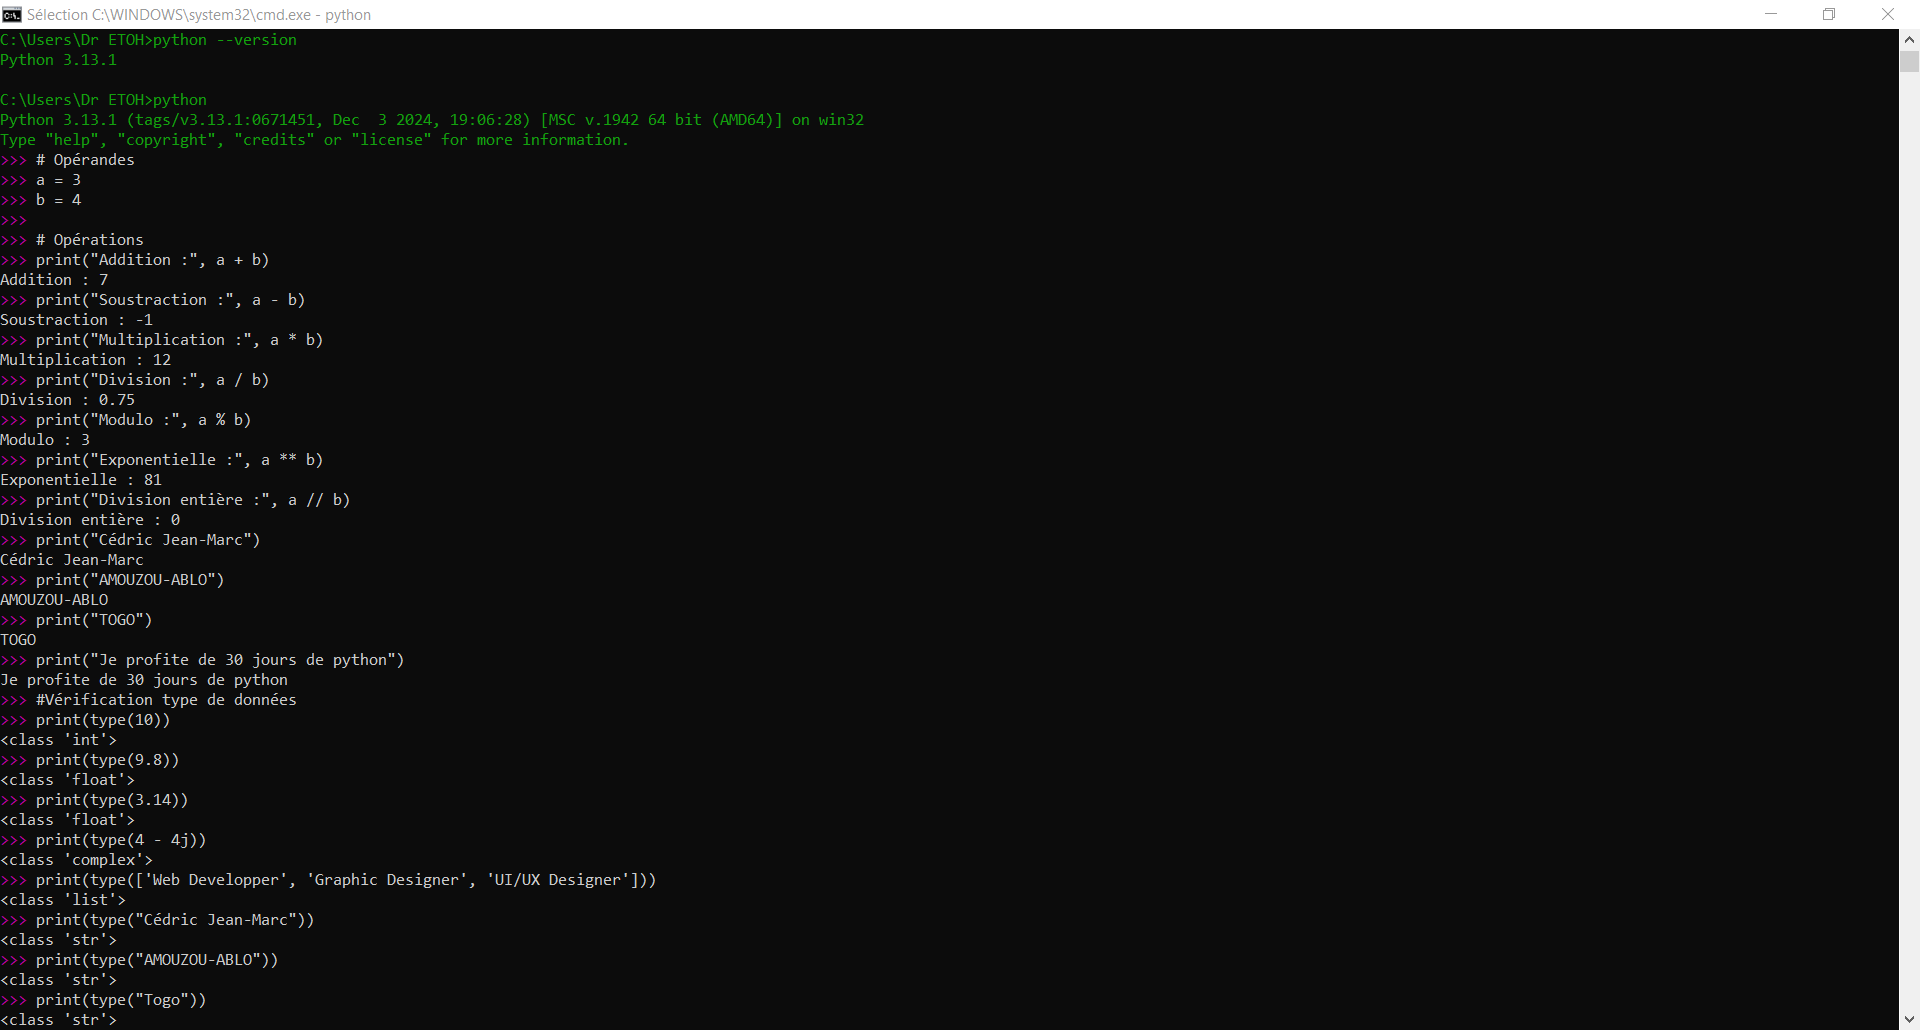 Sélection C:\WINDOWS\system32\cmd.exe - python
C:\Users\Dr ETOH>python --version
Python 3.13.1
C:\Users\Dr ETOH>python
Python 3.13.1 (tags/v3.13.1:0671451, Dec  3 2024, 19:06:28) [MSC v.1942 64 bit (AMD64)] on win32
Type "help", "copyright", "credits" or "license" for more information.
>>> # Opérandes
>>> a = 3
>>> b = 4
>>>
>>> # Opérations
>>> print("Addition :", a + b)
Addition : 7
>>> print("Soustraction :", a - b)
Soustraction : -1
>>> print("Multiplication :", a * b)
Multiplication : 12
>>> print("Division :", a / b)
Division : 0.75
>>> print("Modulo :", a % b)
Modulo : 3
>>> print("Exponentielle :", a ** b)
Exponentielle : 81
>>> print("Division entière :", a // b)
Division entière : 0
>>> print("Cédric Jean-Marc")
Cédric Jean-Marc
>>> print("AMOUZOU-ABLO")
AMOUZOU-ABLO
>>> print("TOGO")
TOGO
>>> print("Je profite de 30 jours de python")
Je profite de 30 jours de python
>>> #Vérification type de données
>>> print(type(10))
<class 'int'>
>>> print(type(9.8))
<class 'float'>
>>> print(type(3.14))
<class 'float'>
>>> print(type(4 - 4j))
<class 'complex'>
>>> print(type(['Web Developper', 'Graphic Designer', 'UI/UX Designer']))
<class 'list'>
>>> print(type("Cédric Jean-Marc"))
<class 'str'>
>>> print(type("AMOUZOU-ABLO"))
<class 'str'>
>>> print(type("Togo"))
<class 'str'>